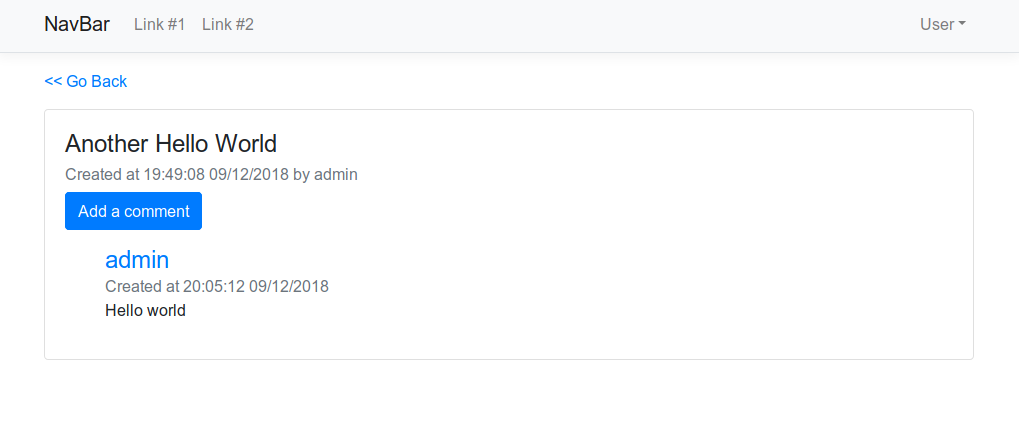 NavBar Link #1 Link #2 User
<< Go Back
Another Hello World
Created at 19:49:08 09/12/2018 by admin
Add a comment
admin
Created at 20:05:12 09/12/2018
Hello world